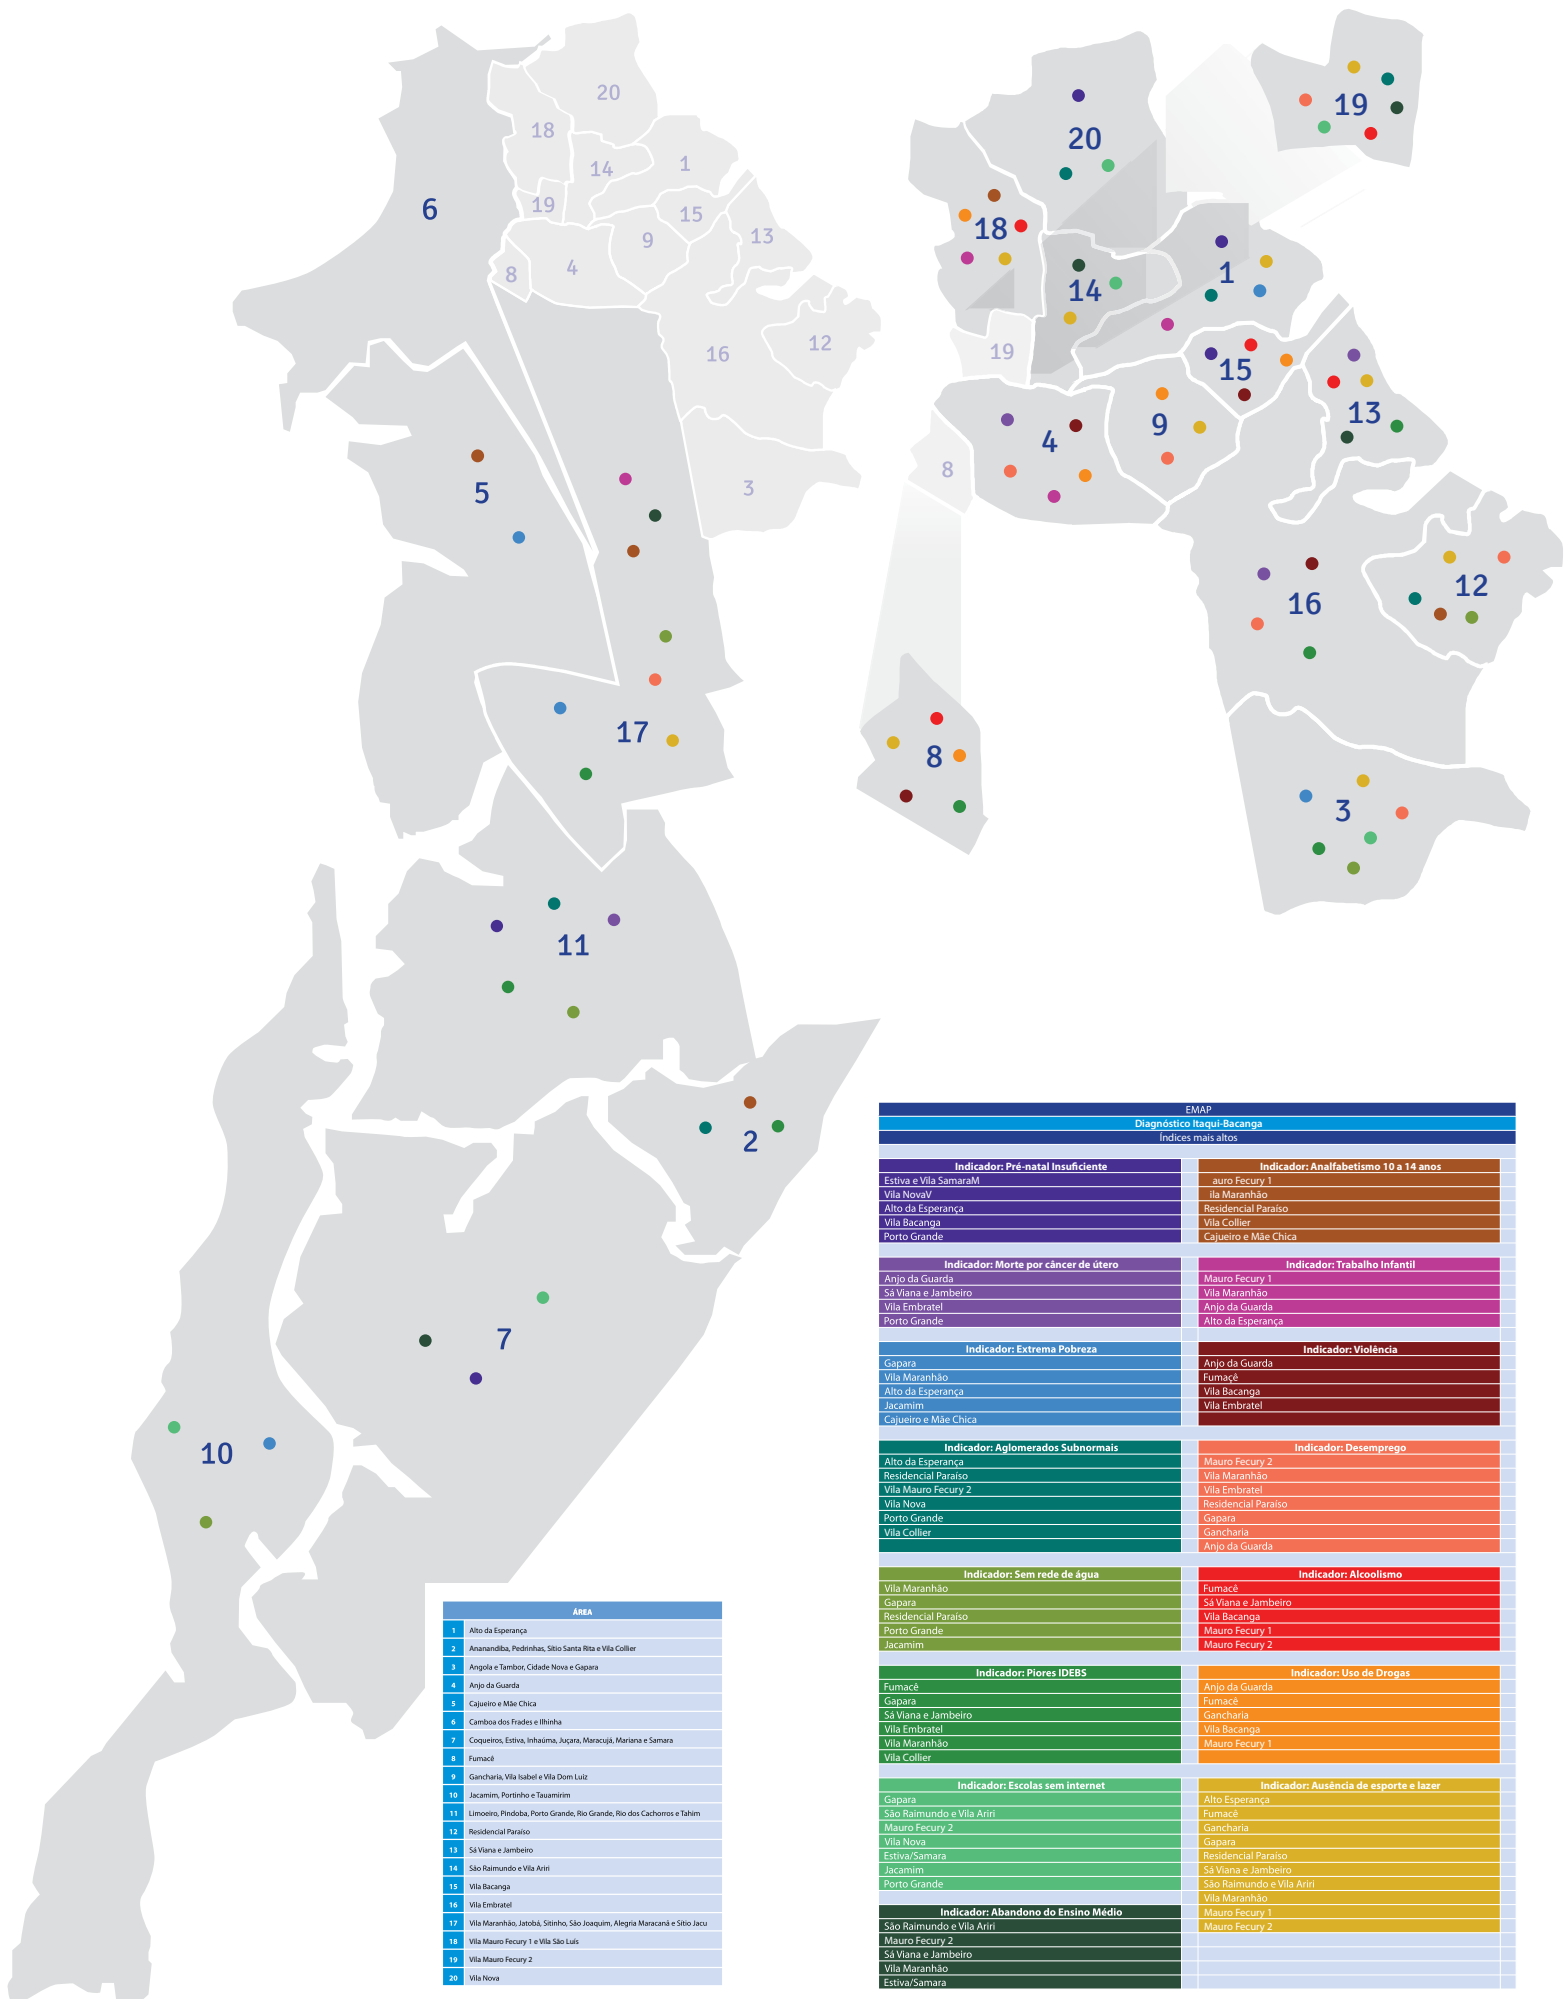 20
18
14
1
6
19
15
13
9
8
4
12
16
3
5
17
11
2
7
10
19
20
18
1
14
19
15
13
9
4
8
12
16
8
3
EMAP
Diagnóstico Itaqui-Bacanga
Índices mais altos
Indicador: Pré-natal Insuficiente
Estiva e Vila SamaraM
Vila NovaV
Alto da Esperança
Vila Bacanga
Porto Grande
Indicador: Analfabetismo 10 a 14 anos
auro Fecury 1
ila Maranhão
Residencial Paraíso
Vila Collier
Cajueiro e Mãe Chica
Indicador: Morte por câncer de útero
Anjo da Guarda
Sá Viana e Jambeiro
Vila Embratel
Porto Grande
Indicador: Trabalho Infantil
Mauro Fecury 1
Vila Maranhão
Anjo da Guarda
Alto da Esperança
Indicador: Extrema Pobreza
Gapara
Vila Maranhão
Alto da Esperança
Jacamim
Cajueiro e Mãe Chica
Indicador: Violência
Anjo da Guarda
Fumaçê
Vila Bacanga
Vila Embratel
Indicador: Aglomerados Subnormais
Alto da Esperança
Residencial Paraíso
Vila Mauro Fecury 2
Vila Nova
Porto Grande
Vila Collier
Indicador: Desemprego
Mauro Fecury 2
Vila Maranhão
Vila Embratel
Residencial Paraíso
Gapara
Gancharia
Anjo da Guarda
Indicador: Sem rede de água
Vila Maranhão
Gapara
Residencial Paraíso
Porto Grande
Jacamim
Indicador: Alcoolismo
Fumacê
Sá Viana e Jambeiro
Vila Bacanga
Mauro Fecury 1
Mauro Fecury 2
Indicador: Piores IDEBS
Fumacê
Gapara
Sá Viana e Jambeiro
Vila Embratel
Vila Maranhão
Vila Collier
Indicador: Uso de Drogas
Anjo da Guarda
Fumacê
Gancharia
Vila Bacanga
Mauro Fecury 1
Indicador: Escolas sem internet
Gapara
São Raimundo e Vila Ariri
Mauro Fecury 2
Vila Nova
Estiva/Samara
Jacamim
Porto Grande
Indicador: Ausência de esporte e lazer
Alto Esperança
Fumacê
Gancharia
Gapara
Residencial Paraíso
Sá Viana e Jambeiro
São Raimundo e Vila Ariri
Vila Maranhão
Mauro Fecury 1
Mauro Fecury 2
Indicador: Abandono do Ensino Médio
São Raimundo e Vila Ariri
Mauro Fecury 2
Sá Viana e Jambeiro
Vila Maranhão
Estiva/Samara
ÁREA
1 Alto da Esperança
2 Ananandiba, Pedrinhas, Sítio Santa Rita e Vila Collier
3 Angola e Tambor, Cidade Nova e Gapara
4 Anjo da Guarda
5 Cajueiro e Mãe Chica
6 Camboa dos Frades e Ilhinha
7 Coqueiros, Estiva, Inhaúma, Juçara, Maracujá, Mariana e Samara
8 Fumacê
9 Gancharia, Vila Isabel e Vila Dom Luiz
10 Jacamim, Portinho e Tauamirim
11 Limoeiro, Pindoba, Porto Grande, Rio Grande, Rio dos Cachorros e Tahim
12 Residencial Paraíso
13 Sá Viana e Jambeiro
14 São Raimundo e Vila Ariri
15 Vila Bacanga
16 Vila Embratel
17 Vila Maranhão, Jatobá, Sitinho, São Joaquim, Alegria Maracanã e Sítio Jacu
18 Vila Mauro Fecury 1 e Vila São Luís
19 Vila Mauro Fecury 2
20 Vila Nova